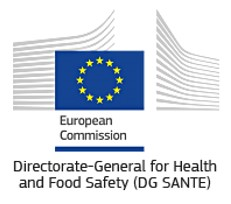 European
Commission
Directorate-General for Health
and Food Safety (DG SANTE)